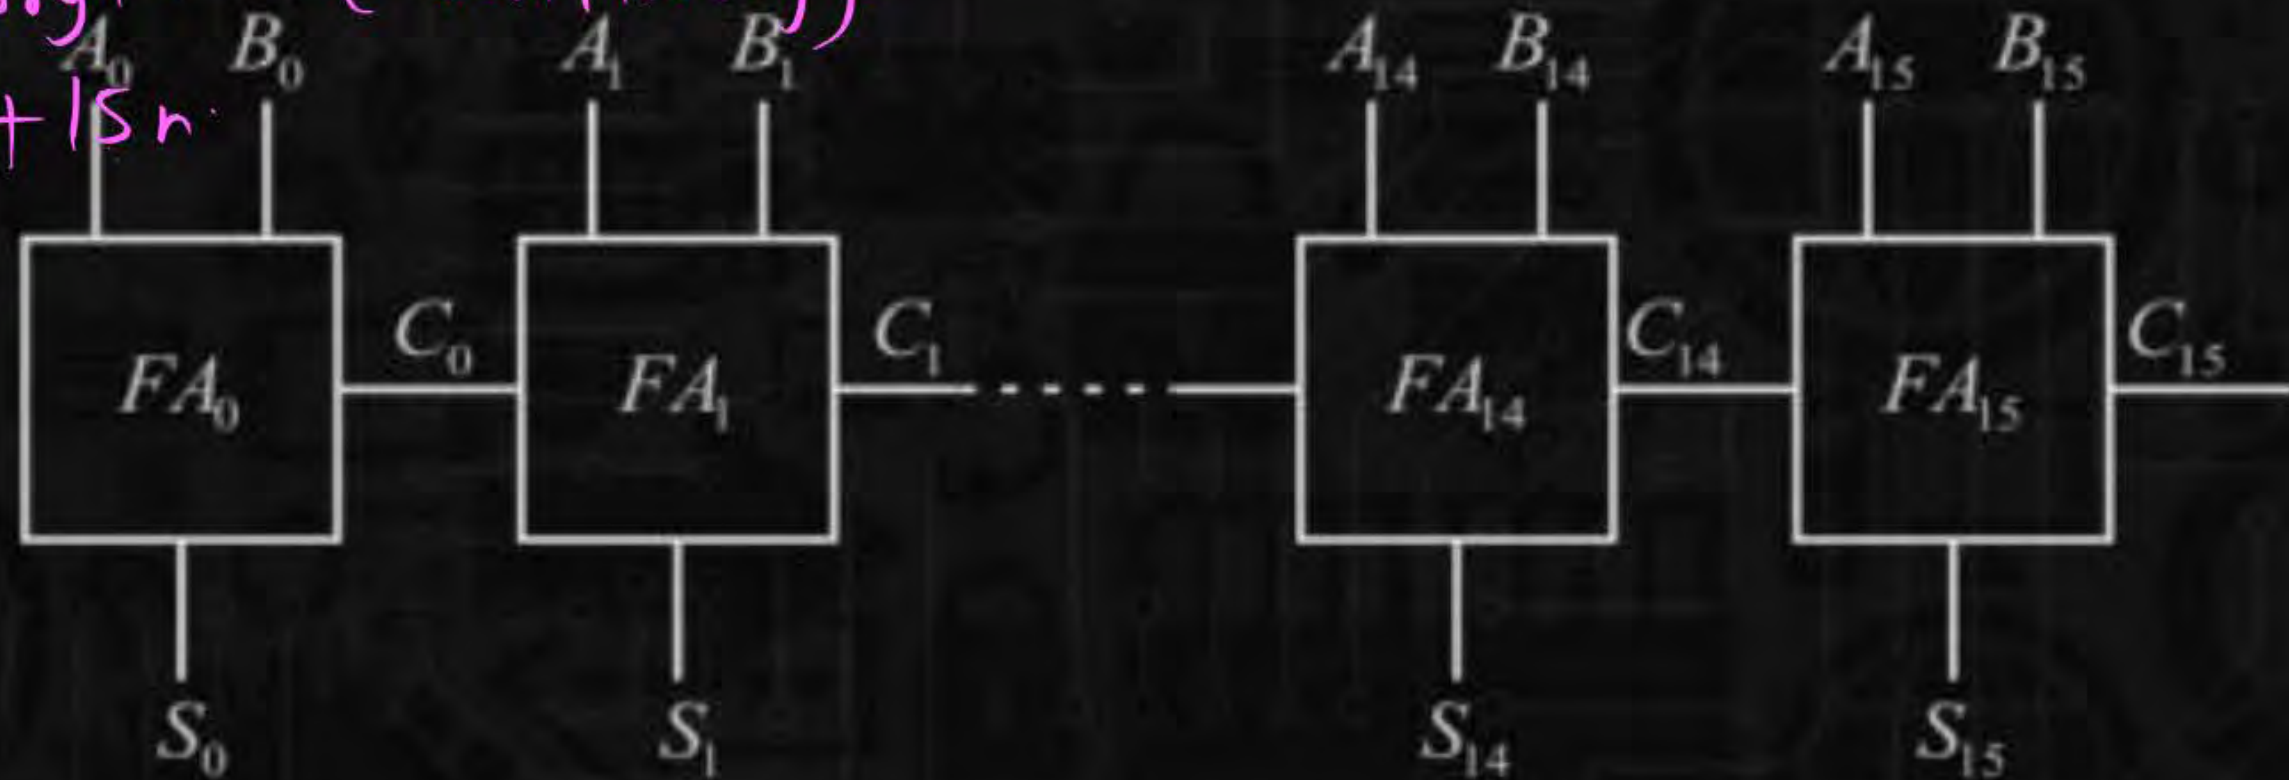 A₀ B₀ A₁ B₁ A₁₄ B₁₄ A₁₅ B₁₅
+15n
C₀ C₁ C₁₄ C₁₅
FA₀ FA₁ FA₁₄ FA₁₅
S₀ S₁ S₁₄ S₁₅